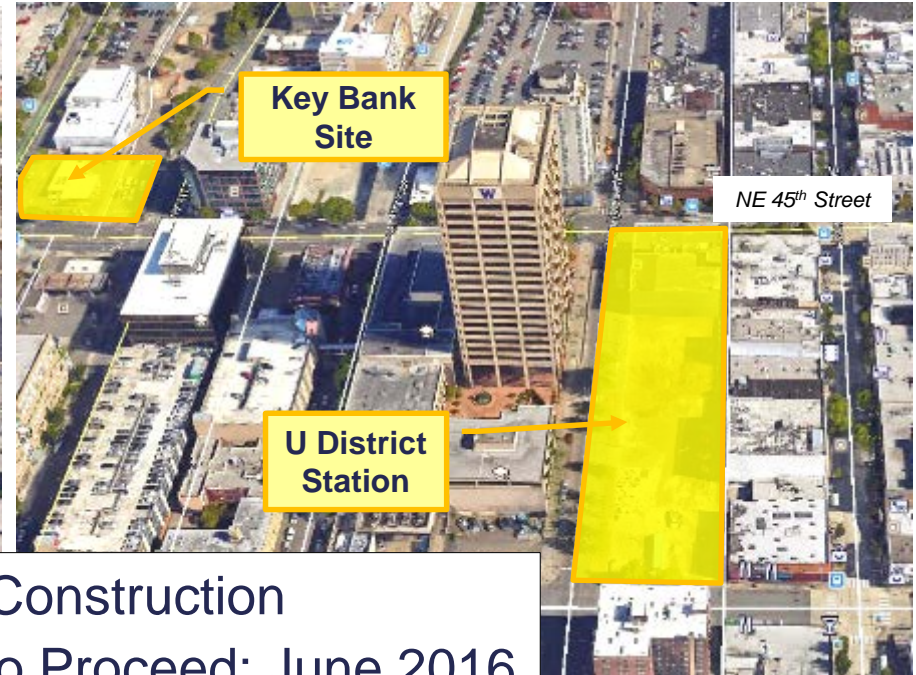 Key Bank
Site
NE 45th Street
W
U District
Station
Construction
Proceed: June 2016